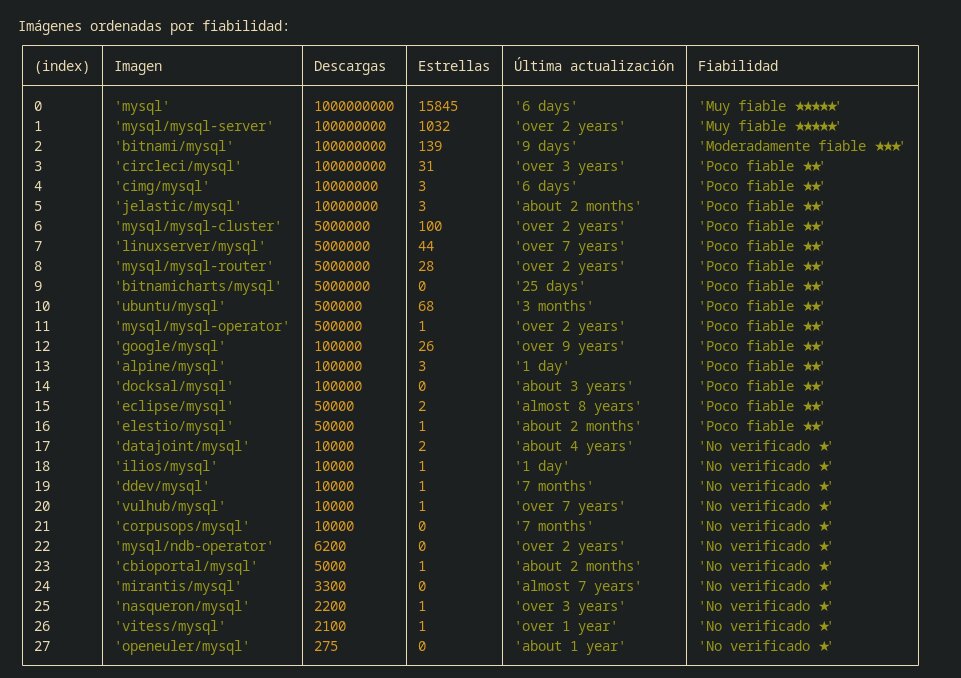 Imágenes ordenadas por fiabilidad:
(index) Imagen Descargas Estrellas Última actualización Fiabilidad
0 'mysql' 1000000000 15845 '6 days' 'Muy fiable ★★★★★'
1 'mysql/mysql-server' 100000000 1032 'over 2 years' 'Muy fiable ★★★★★'
2 'bitnami/mysql' 100000000 139 '9 days' 'Moderadamente fiable ★★★'
3 'circleci/mysql' 100000000 31 'over 3 years' 'Poco fiable ★★'
4 'cimg/mysql' 10000000 3 '6 days' 'Poco fiable ★★'
5 'jelastic/mysql' 10000000 3 'about 2 months' 'Poco fiable ★★'
6 'mysql/mysql-cluster' 5000000 100 'over 2 years' 'Poco fiable ★★'
7 'linuxserver/mysql' 5000000 44 'over 7 years' 'Poco fiable ★★'
8 'mysql/mysql-router' 5000000 28 'over 2 years' 'Poco fiable ★★'
9 'bitnamicharts/mysql' 5000000 0 '25 days' 'Poco fiable ★★'
10 'ubuntu/mysql' 500000 68 '3 months' 'Poco fiable ★★'
11 'mysql/mysql-operator' 500000 1 'over 2 years' 'Poco fiable ★★'
12 'google/mysql' 100000 26 'over 9 years' 'Poco fiable ★★'
13 'alpine/mysql' 100000 3 '1 day' 'Poco fiable ★★'
14 'docksal/mysql' 100000 0 'about 3 years' 'Poco fiable ★★'
15 'eclipse/mysql' 50000 2 'almost 8 years' 'Poco fiable ★★'
16 'elestio/mysql' 50000 1 'about 2 months' 'Poco fiable ★★'
17 'datajoint/mysql' 10000 2 'about 4 years' 'No verificado ★'
18 'ilios/mysql' 10000 1 '1 day' 'No verificado ★'
19 'ddev/mysql' 10000 1 '7 months' 'No verificado ★'
20 'vulhub/mysql' 10000 1 'over 7 years' 'No verificado ★'
21 'corpusops/mysql' 10000 0 '7 months' 'No verificado ★'
22 'mysql/ndb-operator' 6200 0 'over 2 years' 'No verificado ★'
23 'cbioportal/mysql' 5000 1 'about 2 months' 'No verificado ★'
24 'mirantis/mysql' 3300 0 'almost 7 years' 'No verificado ★'
25 'nasqueron/mysql' 2200 1 'over 3 years' 'No verificado ★'
26 'vitess/mysql' 2100 1 'over 1 year' 'No verificado ★'
27 'openeuler/mysql' 275 0 'about 1 year' 'No verificado ★'